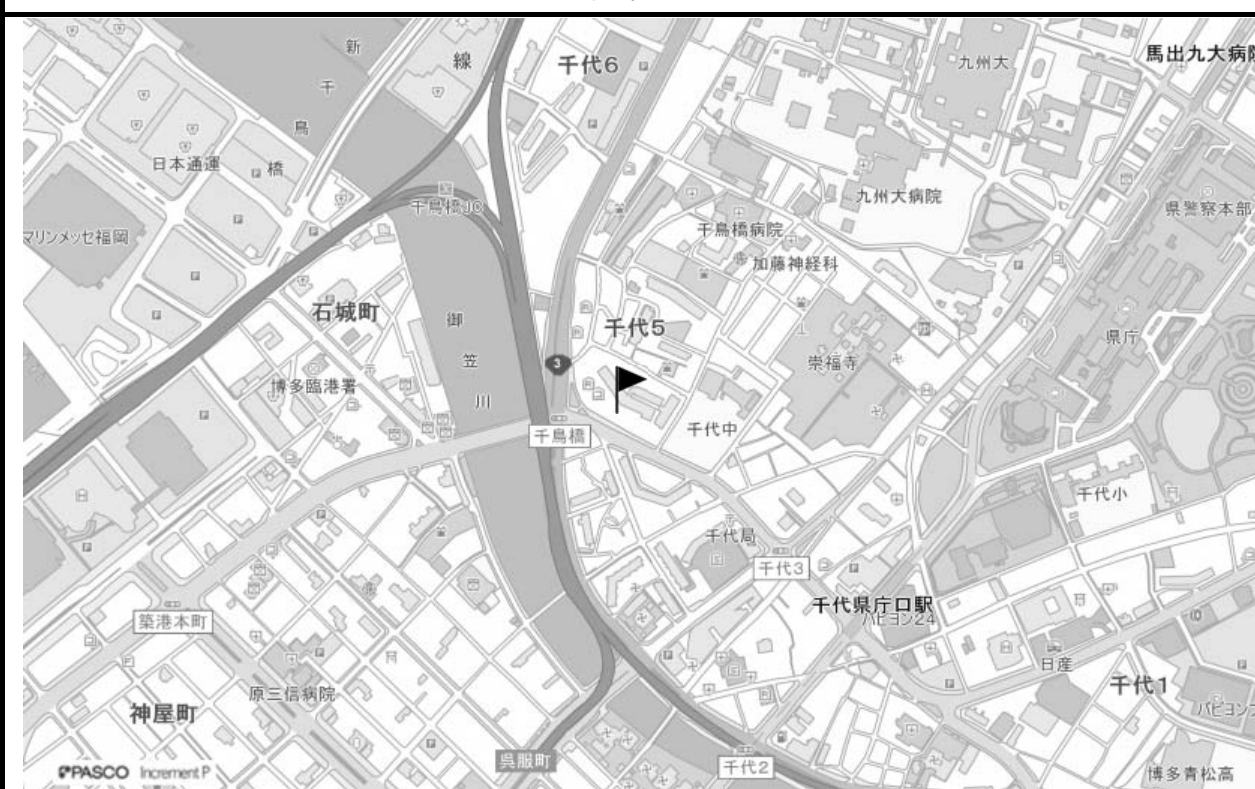 新千鳥橋
線
千代6
九州大
馬出九大病院
日本通運
千鳥橋JC
九州大病院
県警察本部
マリンメッセ福岡
千鳥橋病院
加藤神経科
石城町
御笠川
千代5
県庁
3
崇福寺
博多臨港署
千鳥橋
千代中
千代小
千代局
千代3
築港本町
千代県庁口駅
パピヨン24
日産
原三信病院
千代1
神屋町
パピヨンプ
呉服町
千代2
PASCO Increment P
博多青松高